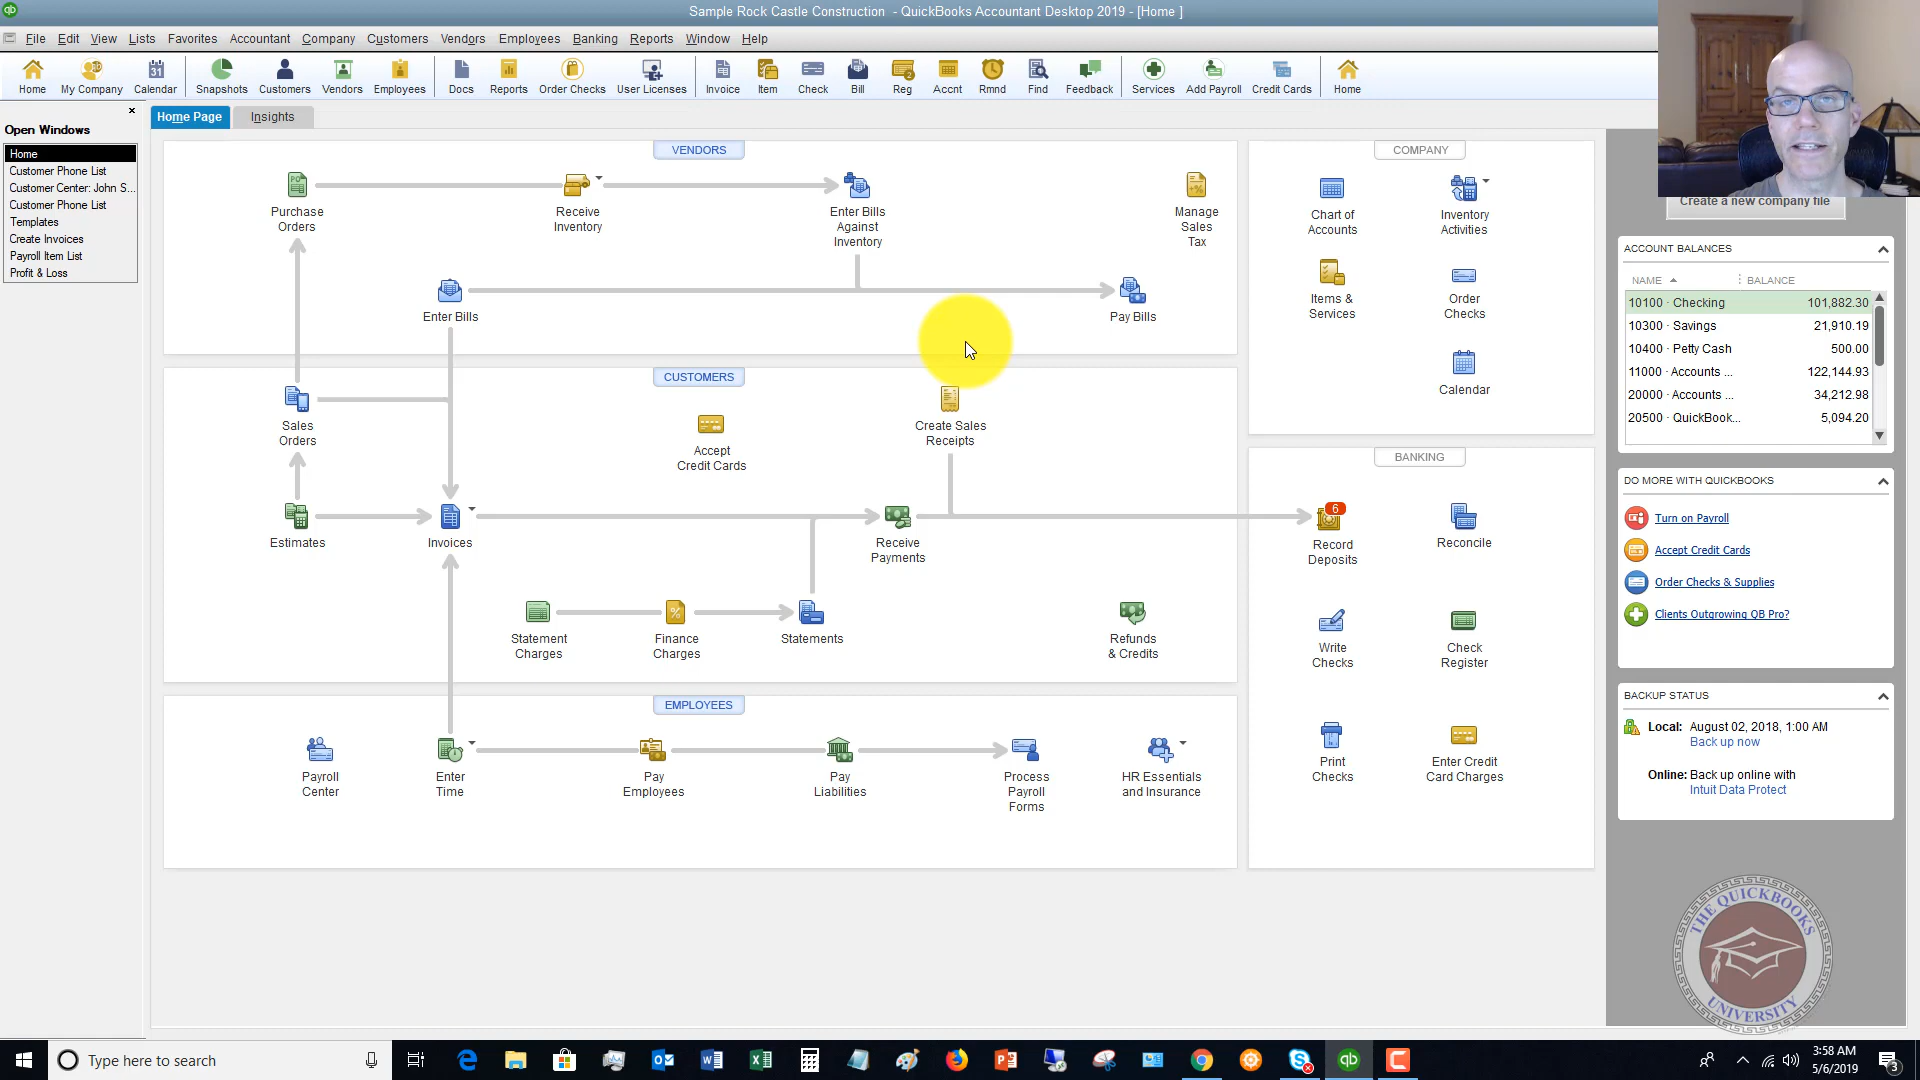 Sample Rock Castle Construction - QuickBooks Accountant Desktop 2019 - [Home ]
File Edit View Lists Favorites Accountant Company Customers Vendors Employees Banking Reports Window Help
Home My Company Calendar Snapshots Customers Vendors Employees Docs Reports Order Checks User Licenses Invoice Item Check Bill Reg Accnt Rmnd Find Feedback Services Add Payroll Credit Cards Home
31
Open Windows
Home
Customer Phone List
Customer Center: John S...
Customer Phone List
Templates
Create Invoices
Payroll Item List
Profit & Loss
Home Page Insights
VENDORS
Purchase
Orders
Receive
Inventory
Enter Bills
Against
Inventory
Manage
Sales
Tax
Enter Bills
Pay Bills
CUSTOMERS
Sales
Orders
Accept
Credit Cards
Create Sales
Receipts
Estimates
Invoices
Receive
Payments
Statement
Charges
Finance
Charges
Statements
Refunds
& Credits
EMPLOYEES
Payroll
Center
Enter
Time
Pay
Employees
Pay
Liabilities
Process
Payroll
Forms
HR Essentials
and Insurance
COMPANY
Chart of
Accounts
Inventory
Activities
Items &
Services
Order
Checks
Calendar
BANKING
6
Record
Deposits
Reconcile
Write
Checks
Check
Register
Print
Checks
Enter Credit
Card Charges
Create a new company file
ACCOUNT BALANCES
NAME BALANCE
10100 · Checking 101,882.30
10300 · Savings 21,910.19
10400 · Petty Cash 500.00
11000 · Accounts ... 122,144.93
20000 · Accounts ... 34,212.98
20500 · QuickBook... 5,094.20
DO MORE WITH QUICKBOOKS
Turn on Payroll
Accept Credit Cards
Order Checks & Supplies
Clients Outgrowing QB Pro?
BACKUP STATUS
Local: August 02, 2018, 1:00 AM
Back up now
Online: Back up online with
Intuit Data Protect
THE QUICKBOOKS
UNIVERSITY
Type here to search
3:58 AM
5/6/2019
3